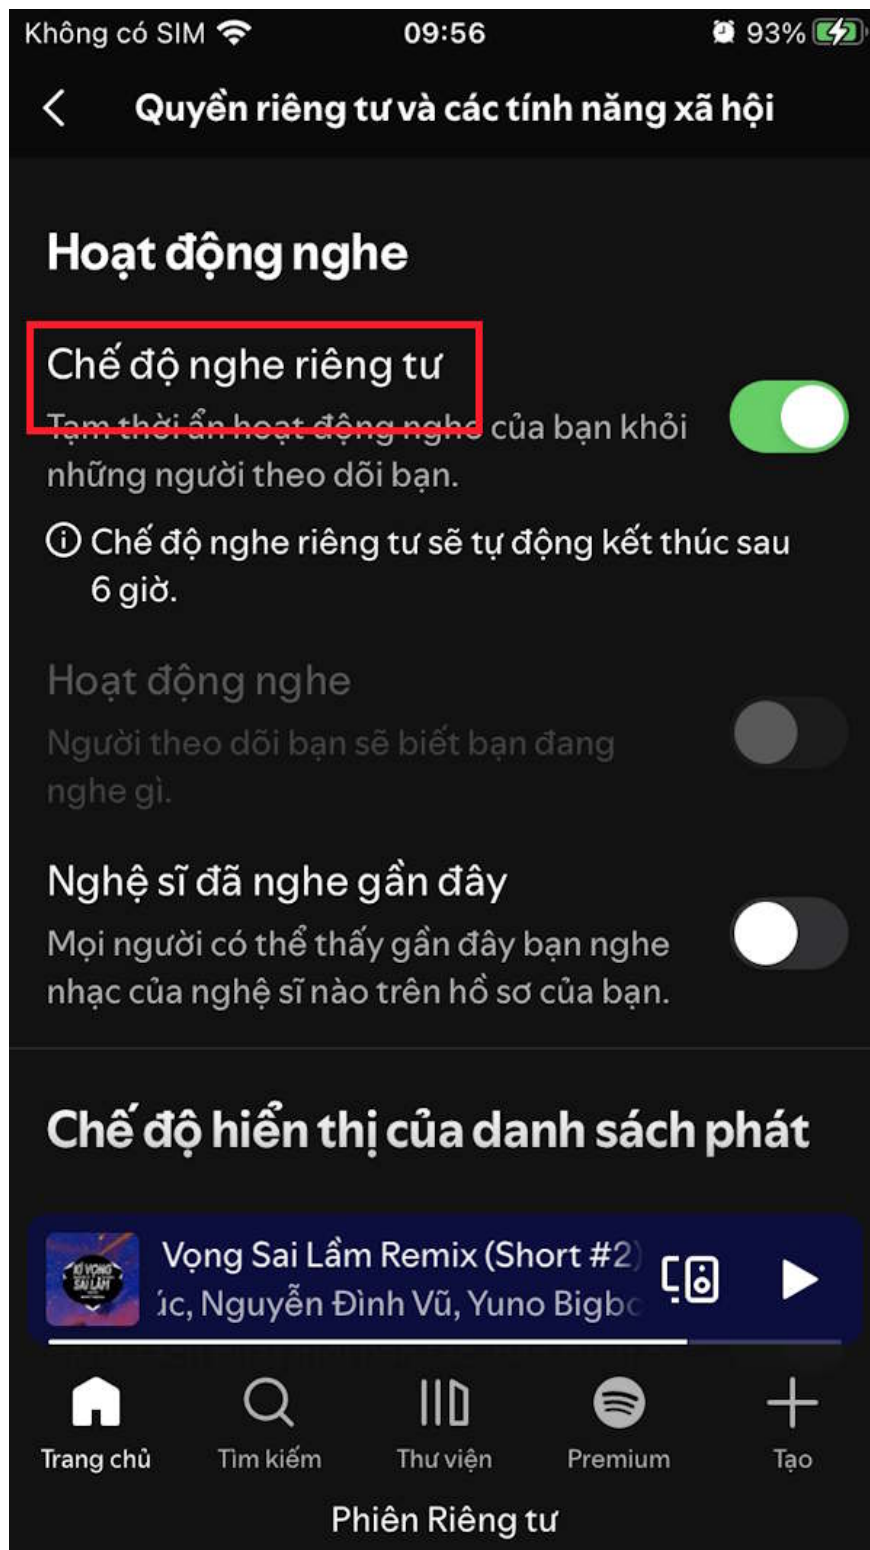 Không có SIM 09:56 93%
Quyền riêng tư và các tính năng xã hội
Hoạt động nghe
Chế độ nghe riêng tư
Tạm thời ẩn hoạt động nghe của bạn khỏi
những người theo dõi bạn.
Chế độ nghe riêng tư sẽ tự động kết thúc sau
6 giờ.
Hoạt động nghe
Người theo dõi bạn sẽ biết bạn đang
nghe gì.
Nghệ sĩ đã nghe gần đây
Mọi người có thể thấy gần đây bạn nghe
nhạc của nghệ sĩ nào trên hồ sơ của bạn.
Chế độ hiển thị của danh sách phát
KÌ VỌNG
SAI LẦM
Vọng Sai Lầm Remix (Short #2)
úc, Nguyễn Đình Vũ, Yuno Bigbo
Trang chủ Tìm kiếm Thư viện Premium Tạo
Phiên Riêng tư